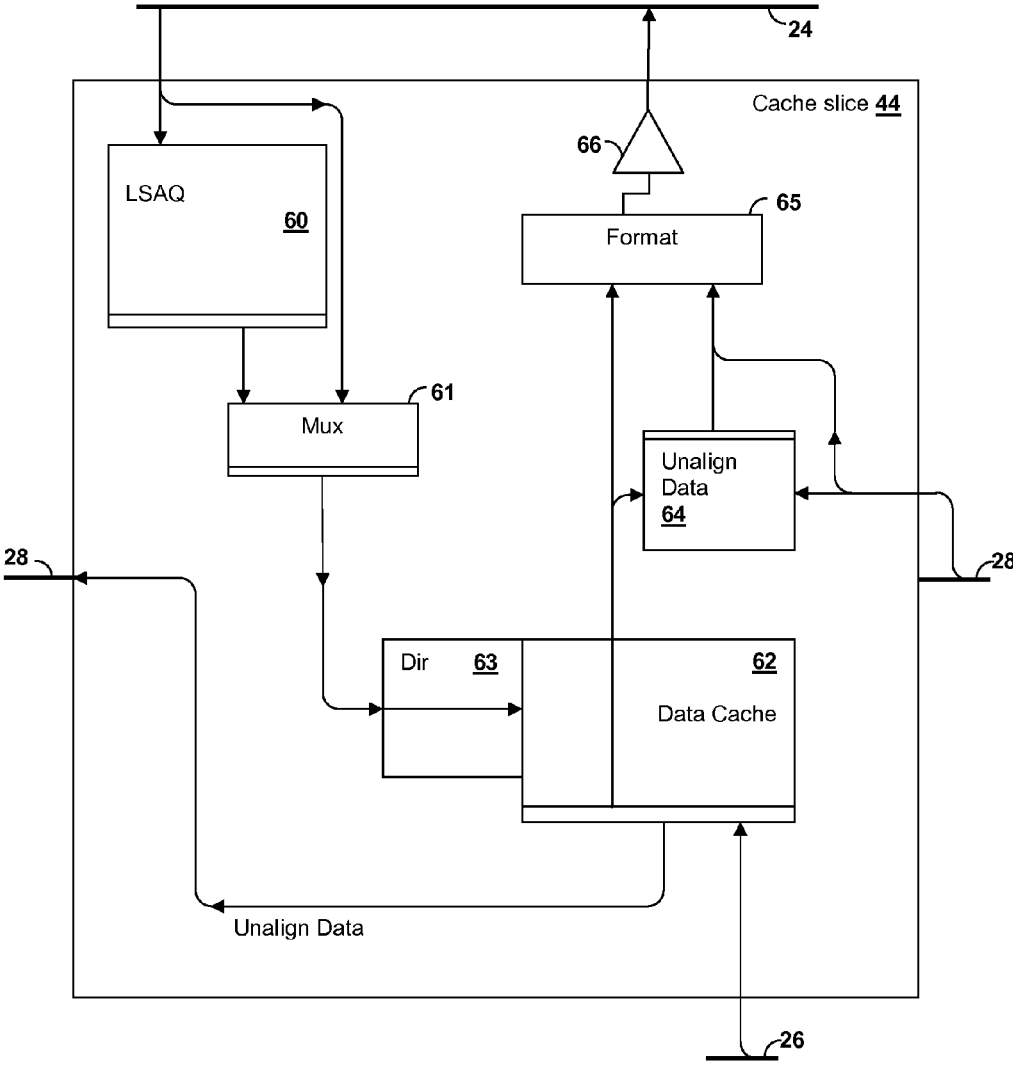 24
Cache slice 44
66
LSAQ
60
65
Format
61
Mux
Unalign
Data
64
28
28
Dir
63
62
Data Cache
Unalign Data
26